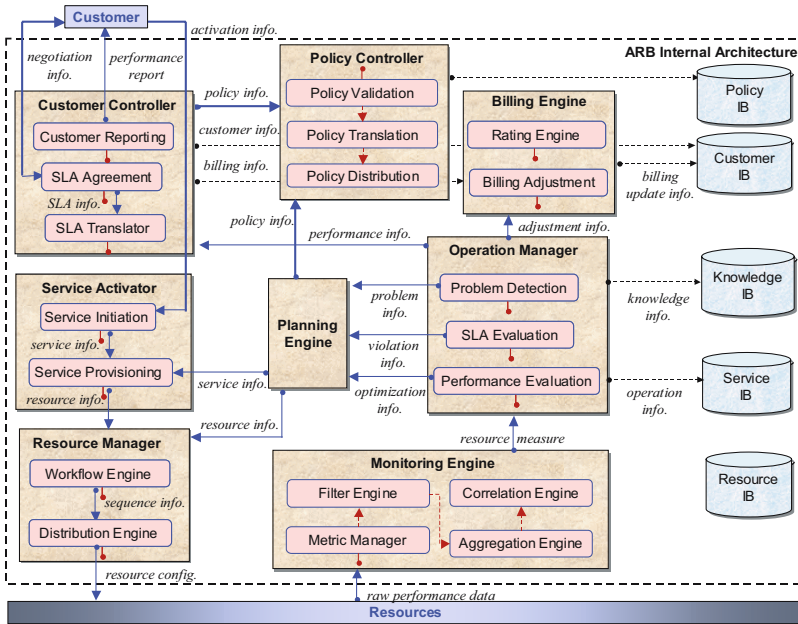 Customer
activation info.
ARB Internal Architecture
negotiation
info.
performance
report
Policy Controller
Policy Validation
Policy Translation
Policy Distribution
Policy
IB
policy info.
Customer Controller
Customer Reporting
SLA Agreement
SLA info.
SLA Translator
customer info.
billing info.
Billing Engine
Rating Engine
Billing Adjustment
Customer
IB
billing
update info.
policy info.
performance info.
adjustment info.
Operation Manager
Problem Detection
SLA Evaluation
Performance Evaluation
Knowledge
IB
knowledge
info.
Service Activator
Service Initiation
service info.
Service Provisioning
resource info.
Planning
Engine
problem
info.
violation
info.
optimization
info.
service info.
resource info.
Service
IB
operation
info.
Resource Manager
Workflow Engine
sequence info.
Distribution Engine
resource config.
resource measure
Monitoring Engine
Filter Engine
Correlation Engine
Metric Manager
Aggregation Engine
Resource
IB
raw performance data
Resources